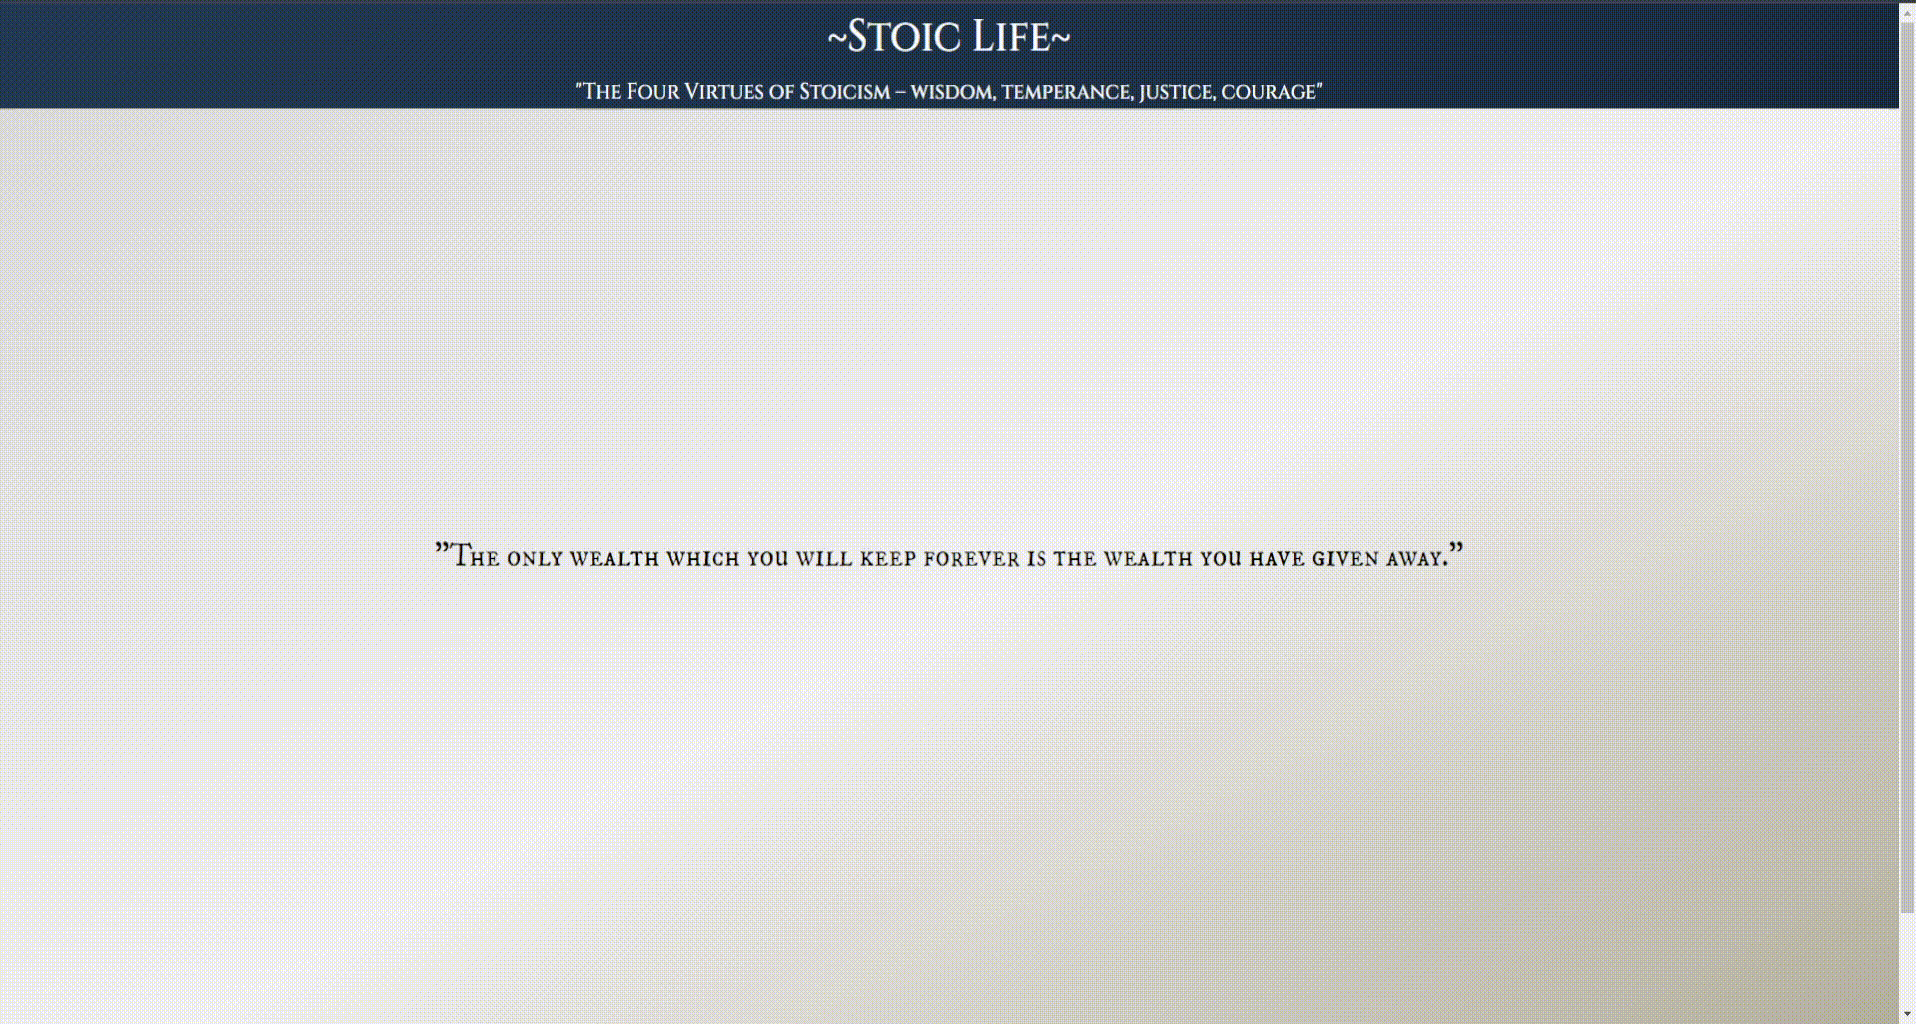 ~Stoic Life~
"The Four Virtues of Stoicism – wisdom, temperance, justice, courage"
”The only wealth which you will keep forever is the wealth you have given away.”